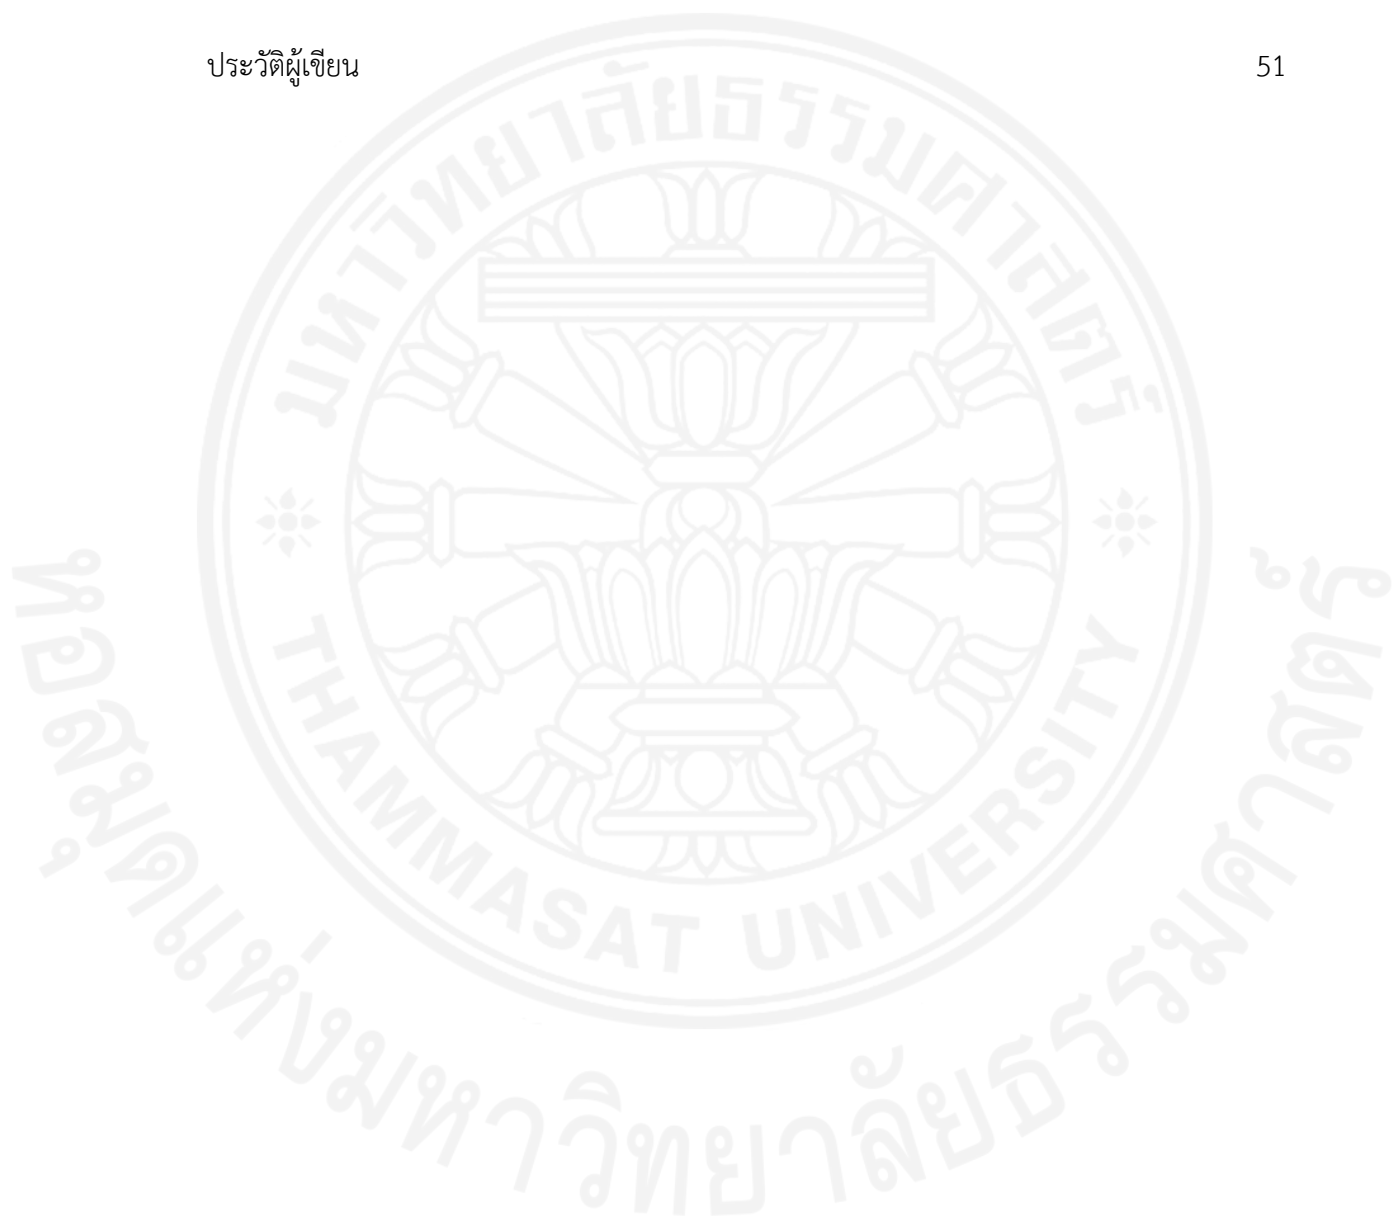 ประวัติผู้เขียน 51
มหาวิทยาลัยธรรมศาสตร์
THAMMASAT UNIVERSITY
หอสมุดแห่งมหาวิทยาลัยธรรมศาสตร์